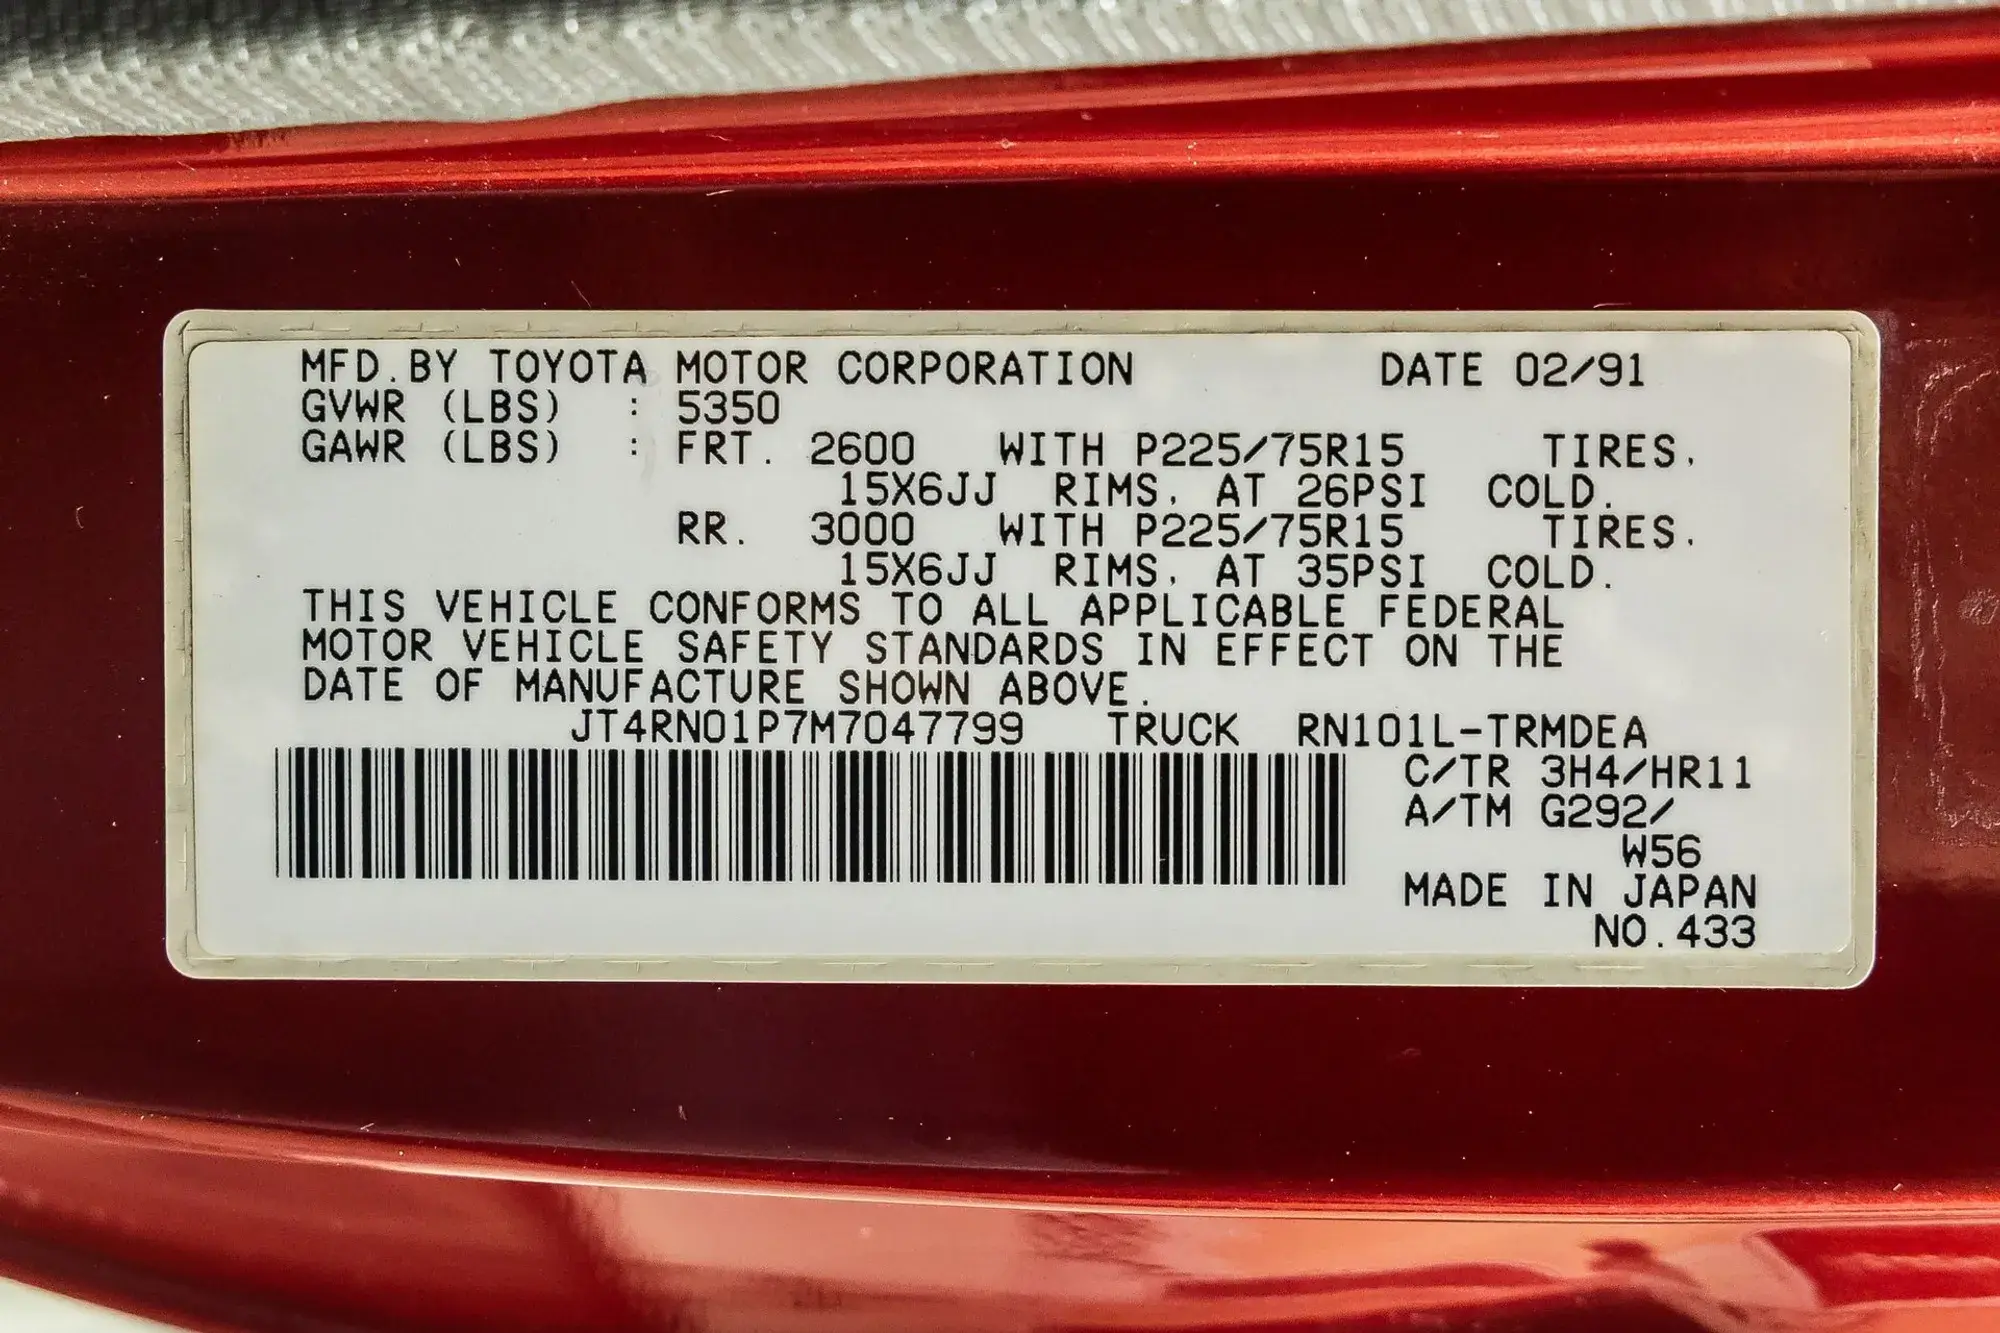 MFD.BY TOYOTA MOTOR CORPORATION DATE 02/91
GVWR (LBS) : 5350
GAWR (LBS) : FRT. 2600 WITH P225/75R15 TIRES,
15X6JJ RIMS, AT 26PSI COLD.
RR. 3000 WITH P225/75R15 TIRES,
15X6JJ RIMS, AT 35PSI COLD.
THIS VEHICLE CONFORMS TO ALL APPLICABLE FEDERAL
MOTOR VEHICLE SAFETY STANDARDS IN EFFECT ON THE
DATE OF MANUFACTURE SHOWN ABOVE.
JT4RN01P7M7047799 TRUCK RN101L-TRMDEA
C/TR 3H4/HR11
A/TM G292/
W56
MADE IN JAPAN
NO.433